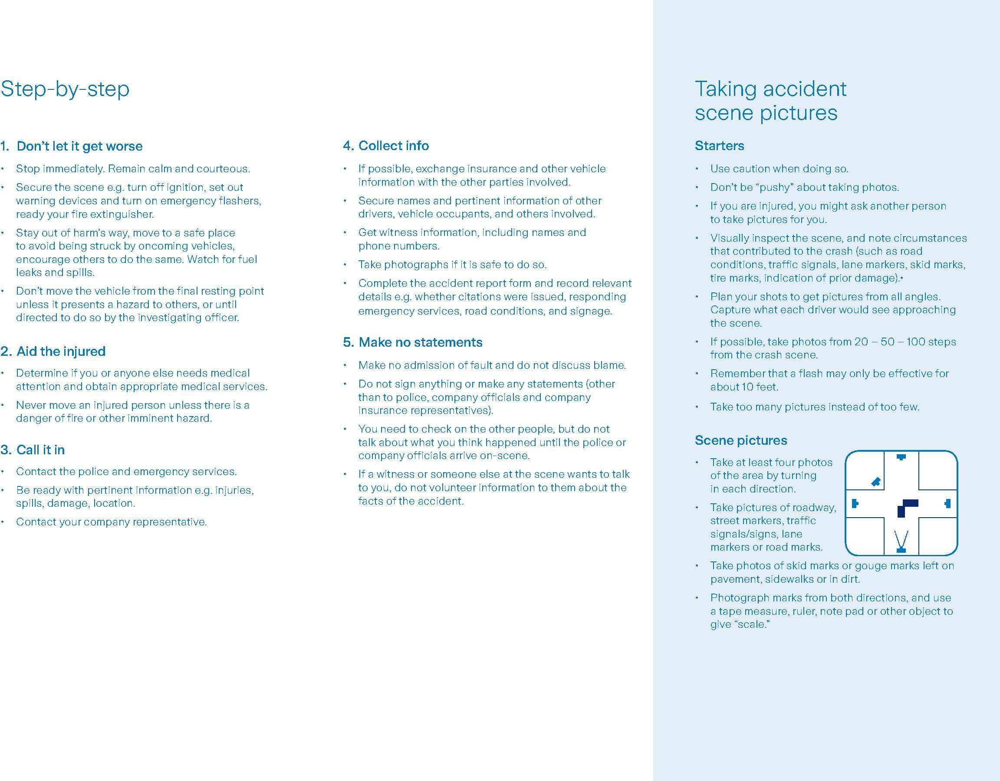 Step-by-step
1. Don’t let it get worse
• Stop immediately. Remain calm and courteous.
• Secure the scene e.g. turn off ignition, set out
warning devices and turn on emergency flashers,
ready your fire extinguisher.
• Stay out of harm’s way, move to a safe place
to avoid being struck by oncoming vehicles,
encourage others to do the same. Watch for fuel
leaks and spills.
• Don’t move the vehicle from the final resting point
unless it presents a hazard to others, or until
directed to do so by the investigating officer.
2. Aid the injured
• Determine if you or anyone else needs medical
attention and obtain appropriate medical services.
• Never move an injured person unless there is a
danger of fire or other imminent hazard.
3. Call it in
• Contact the police and emergency services.
• Be ready with pertinent information e.g. injuries,
spills, damage, location.
• Contact your company representative.
4. Collect info
• If possible, exchange insurance and other vehicle
information with the other parties involved.
• Secure names and pertinent information of other
drivers, vehicle occupants, and others involved.
• Get witness information, including names and
phone numbers.
• Take photographs if it is safe to do so.
• Complete the accident report form and record relevant
details e.g. whether citations were issued, responding
emergency services, road conditions, and signage.
5. Make no statements
• Make no admission of fault and do not discuss blame.
• Do not sign anything or make any statements (other
than to police, company officials and company
insurance representatives).
• You need to check on the other people, but do not
talk about what you think happened until the police or
company officials arrive on-scene.
• If a witness or someone else at the scene wants to talk
to you, do not volunteer information to them about the
facts of the accident.
Taking accident
scene pictures
Starters
• Use caution when doing so.
• Don’t be “pushy” about taking photos.
• If you are injured, you might ask another person
to take pictures for you.
• Visually inspect the scene, and note circumstances
that contributed to the crash (such as road
conditions, traffic signals, lane markers, skid marks,
tire marks, indication of prior damage).•
• Plan your shots to get pictures from all angles.
Capture what each driver would see approaching
the scene.
• If possible, take photos from 20 – 50 – 100 steps
from the crash scene.
• Remember that a flash may only be effective for
about 10 feet.
• Take too many pictures instead of too few.
Scene pictures
• Take at least four photos
of the area by turning
in each direction.
• Take pictures of roadway,
street markers, traffic
signals/signs, lane
markers or road marks.
• Take photos of skid marks or gouge marks left on
pavement, sidewalks or in dirt.
• Photograph marks from both directions, and use
a tape measure, ruler, note pad or other object to
give “scale.”